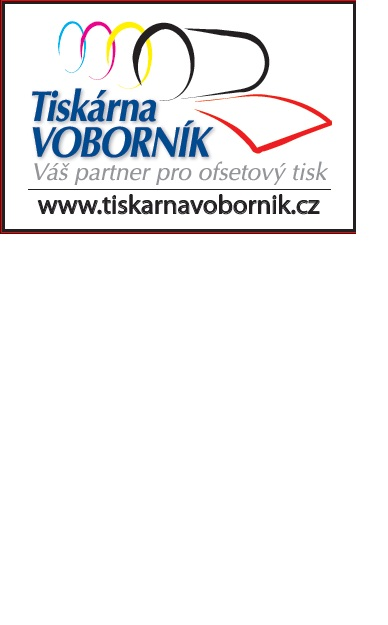 Tiskárna
VOBORNÍK
Váš partner pro ofsetový tisk
www.tiskarnavobornik.cz